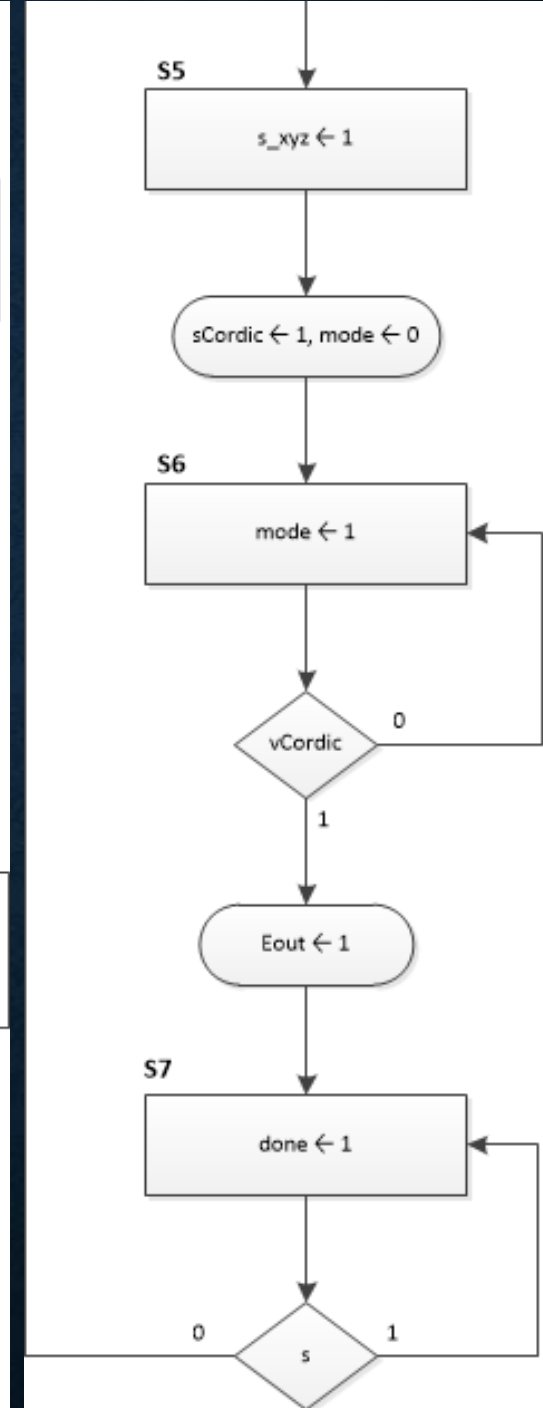 S5
s_xyz ← 1
sCordic ← 1, mode ← 0
S6
mode ← 1
0
vCordic
1
Eout ← 1
S7
done ← 1
0
1
s